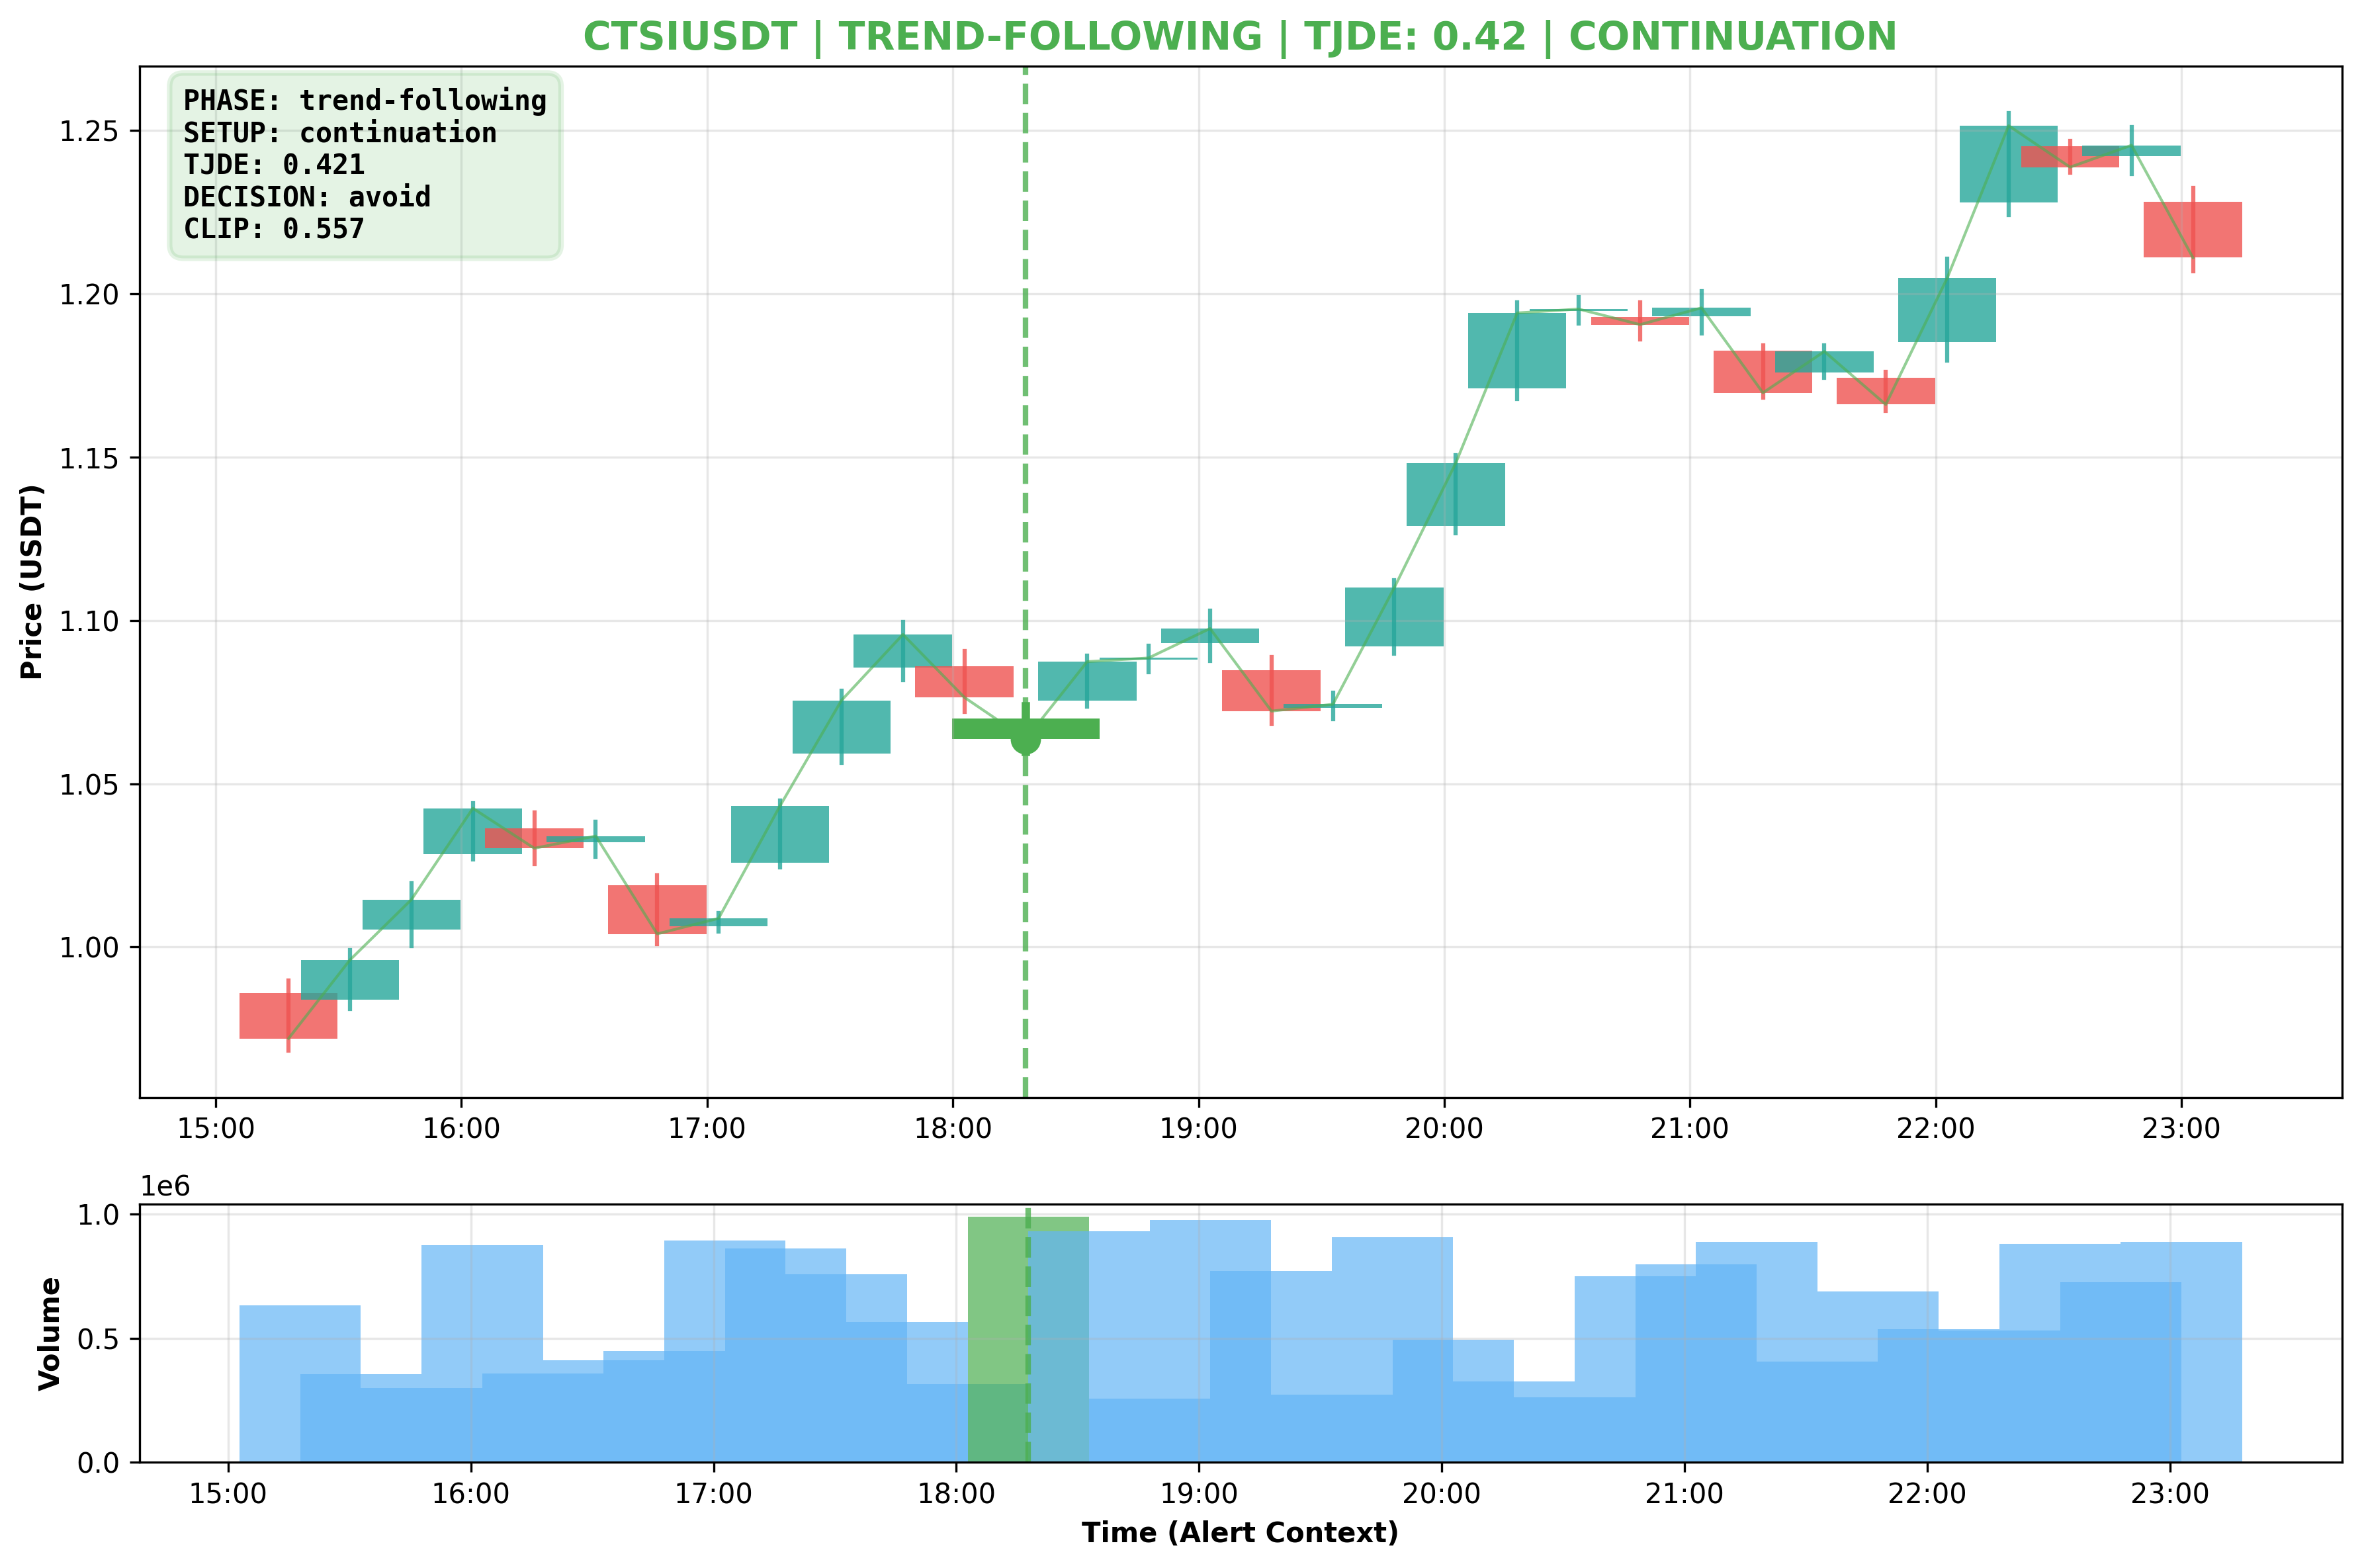 CTSIUSDT | TREND-FOLLOWING | TJDE: 0.42 | CONTINUATION
PHASE: trend-following
SETUP: continuation
TJDE: 0.421
DECISION: avoid
CLIP: 0.557
Price (USDT)
1.25
1.20
1.15
1.10
1.05
1.00
15:00 16:00 17:00 18:00 19:00 20:00 21:00 22:00 23:00
1e6
Volume
1.0
0.5
0.0
15:00 16:00 17:00 18:00 19:00 20:00 21:00 22:00 23:00
Time (Alert Context)